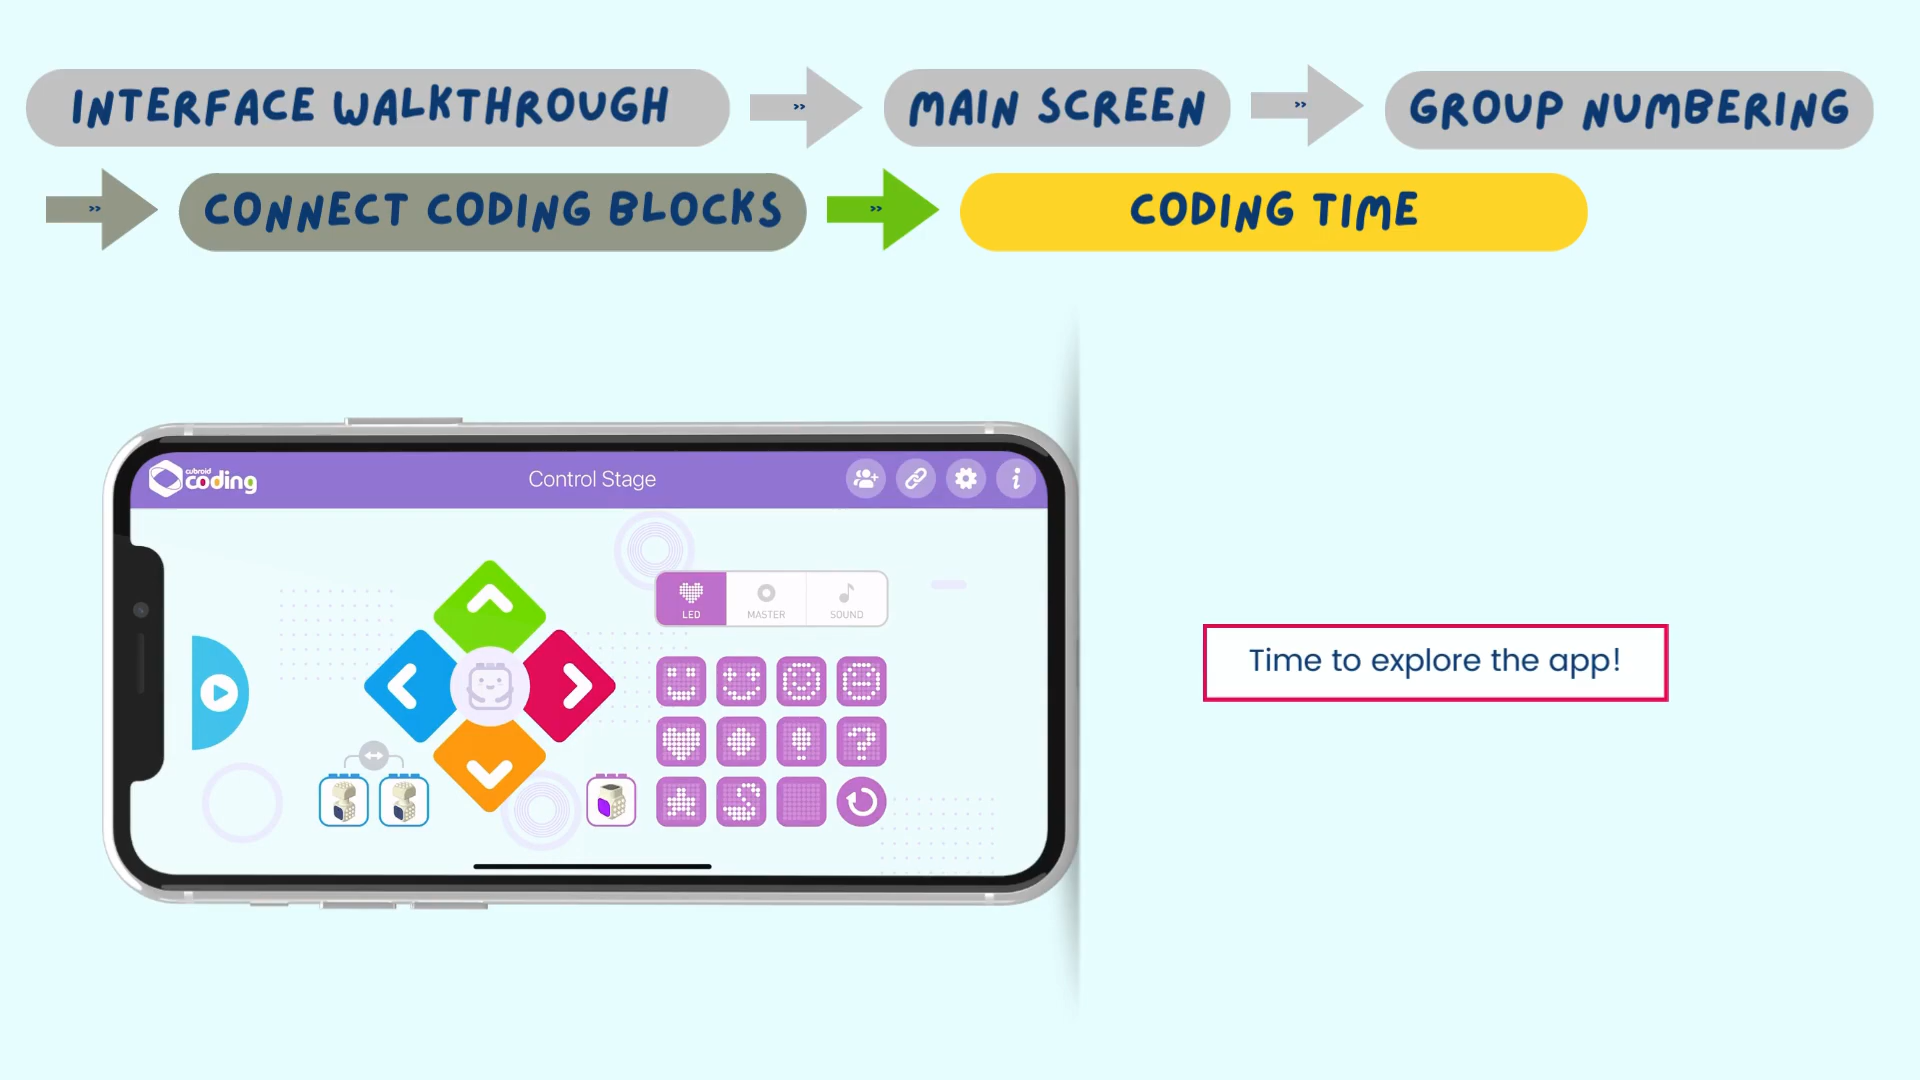 INTERFACE WALKTHROUGH >> MAIN SCREEN >> GROUP NUMBERING
>> CONNECT CODING BLOCKS >> CODING TIME
cubroid
coding
Control Stage
i
LED MASTER SOUND
?
Time to explore the app!